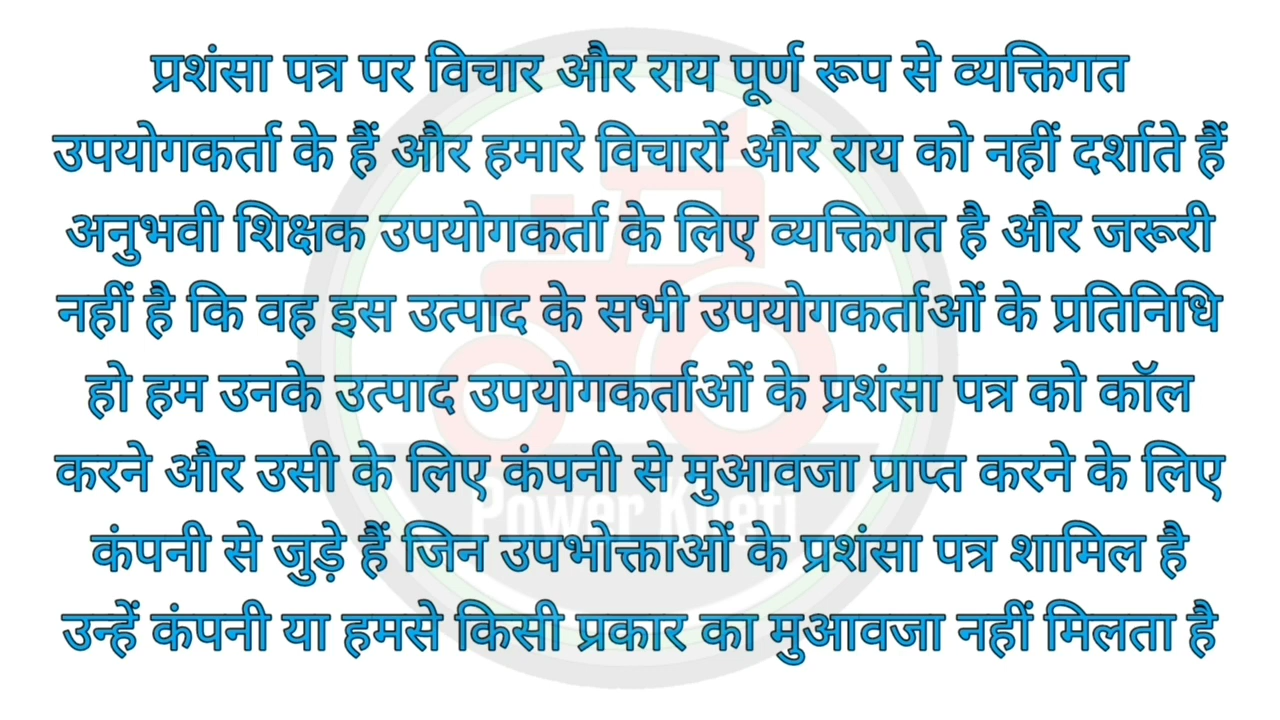 प्रशंसा पत्र पर विचार और राय पूर्ण रूप से व्यक्तिगत
उपयोगकर्ता के हैं और हमारे विचारों और राय को नहीं दर्शाते हैं
अनुभवी शिक्षक उपयोगकर्ता के लिए व्यक्तिगत है और जरूरी
नहीं है कि वह इस उत्पाद के सभी उपयोगकर्ताओं के प्रतिनिधि
हो हम उनके उत्पाद उपयोगकर्ताओं के प्रशंसा पत्र को कॉल
करने और उसी के लिए कंपनी से मुआवजा प्राप्त करने के लिए
Power Kheti
कंपनी से जुड़े हैं जिन उपभोक्ताओं के प्रशंसा पत्र शामिल है
उन्हें कंपनी या हमसे किसी प्रकार का मुआवजा नहीं मिलता है